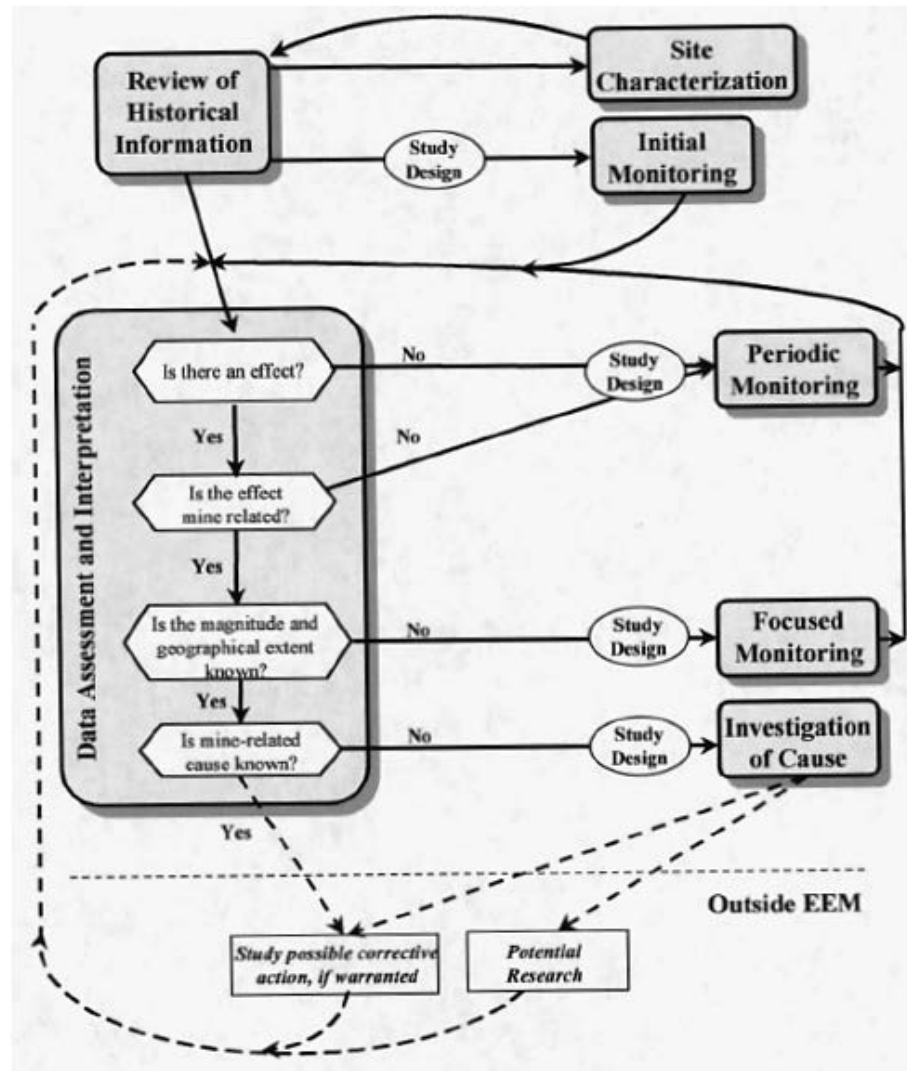 Review of
Historical
Information
Site
Characterization
Study
Design
Initial
Monitoring
Data Assessment and Interpretation
Is there an effect?
No
Study
Design
Periodic
Monitoring
Yes
No
Is the effect
mine related?
Yes
Is the magnitude and
geographical extent
known?
No
Study
Design
Focused
Monitoring
Yes
Is mine-related
cause known?
No
Study
Design
Investigation
of Cause
Yes
Outside EEM
Study possible corrective
action, if warranted
Potential
Research